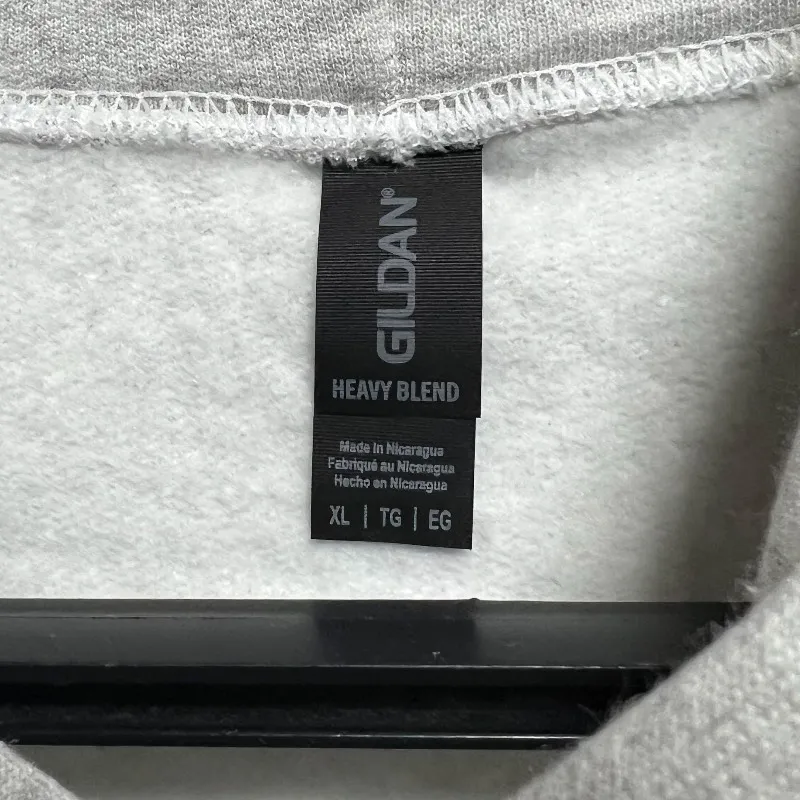 GILDAN®
HEAVY BLEND
Made in Nicaragua
Fabriqué au Nicaragua
Hecho en Nicaragua
XL | TG | EG